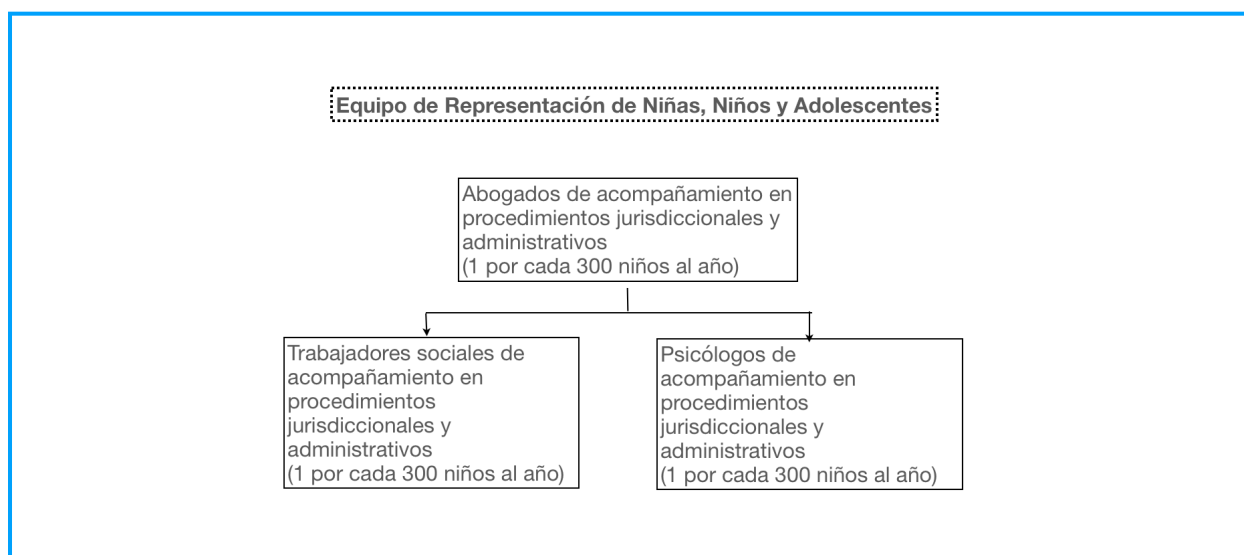 Equipo de Representación de Niñas, Niños y Adolescentes
Abogados de acompañamiento en
procedimientos jurisdiccionales y
administrativos
(1 por cada 300 niños al año)
Trabajadores sociales de
acompañamiento en
procedimientos
jurisdiccionales y
administrativos
(1 por cada 300 niños al año)
Psicólogos de
acompañamiento en
procedimientos
jurisdiccionales y
administrativos
(1 por cada 300 niños al año)